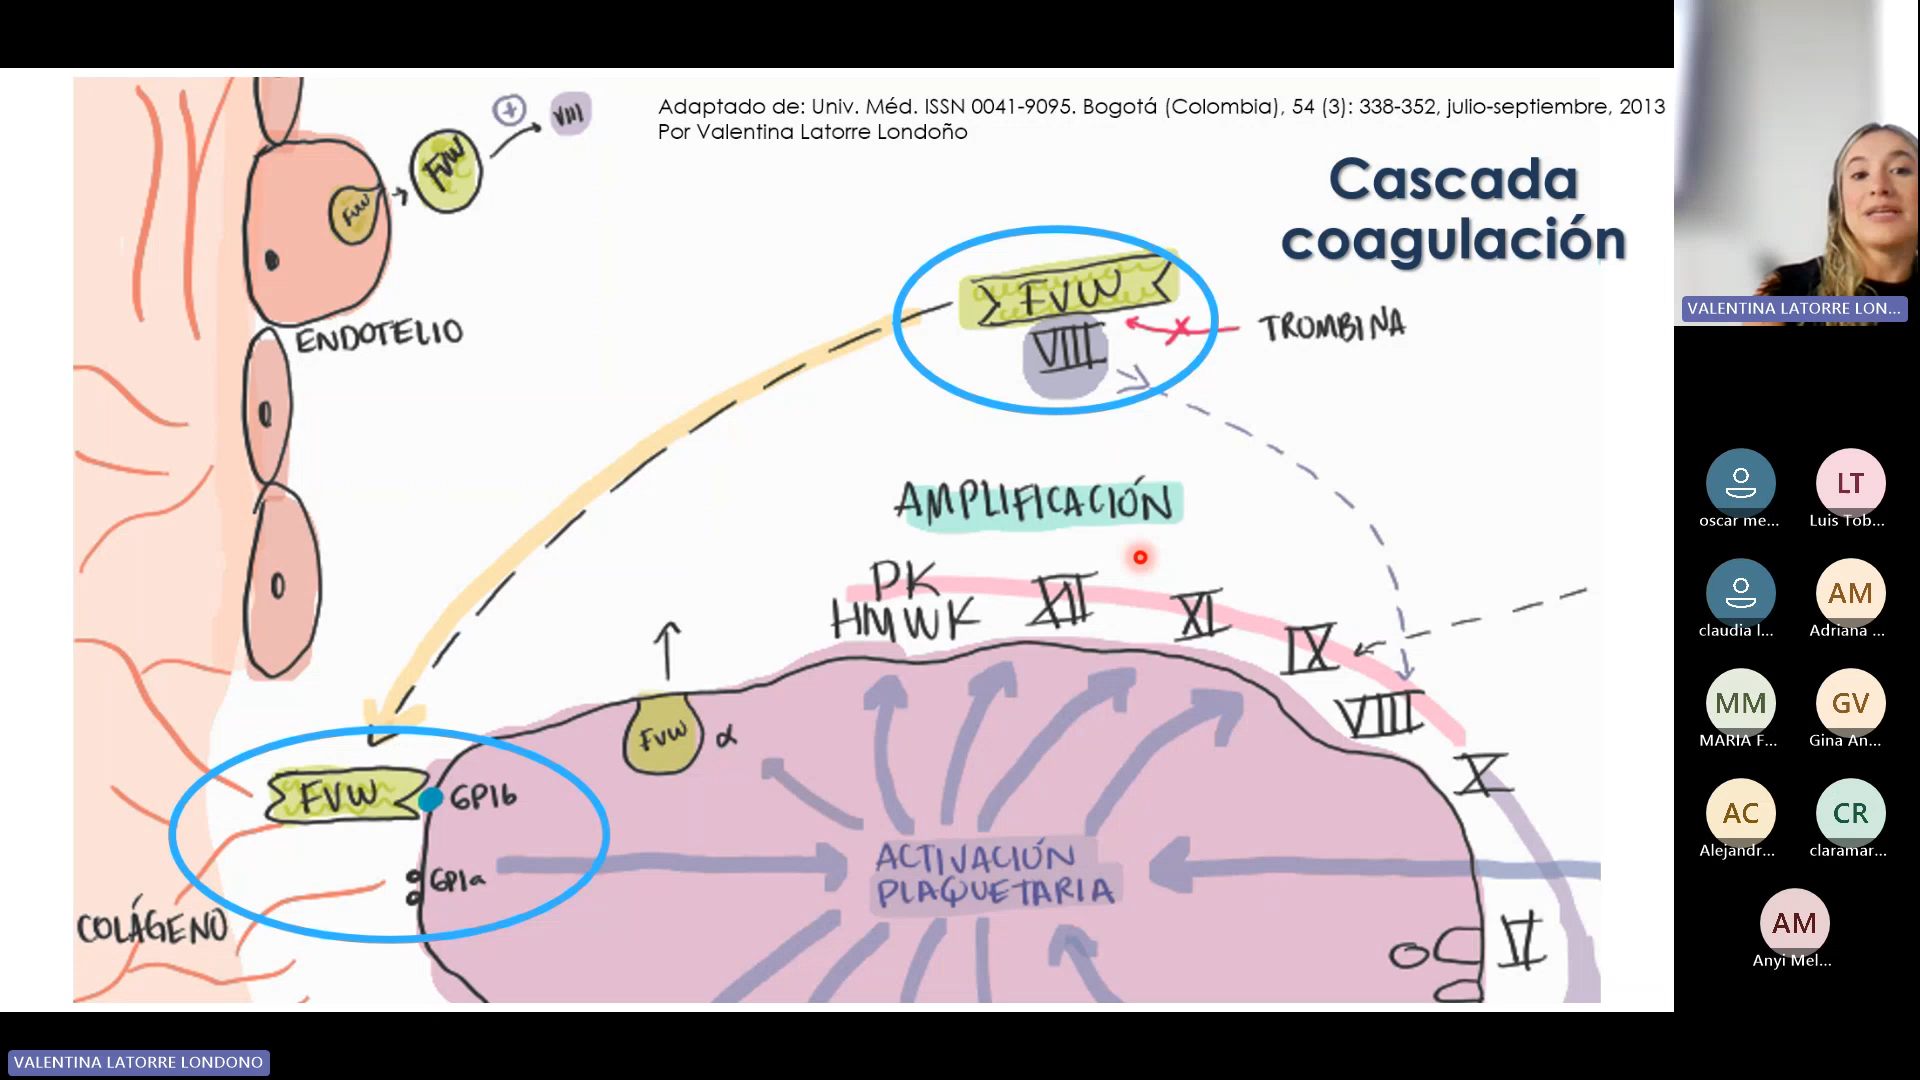 Adaptado de: Univ. Méd. ISSN 0041-9095. Bogotá (Colombia), 54 (3): 338-352, julio-septiembre, 2013
Por Valentina Latorre Londoño
Cascada
coagulación
FVW
FVW
+
VIII
ENDOTELIO
FVW
VIII
TROMBINA
AMPLIFICACIÓN
PK
HMWK
XII
XI
IX
VIII
X
V
FVW
α
FVW
GPIb
GPIa
COLÁGENO
ACTIVACIÓN
PLAQUETARIA
VALENTINA LATORRE LON...
oscar me...
LT
Luis Tob...
claudia l...
AM
Adriana ...
MM
MARIA F...
GV
Gina An...
AC
Alejandr...
CR
claramar...
AM
Anyi Mel...
VALENTINA LATORRE LONDONO